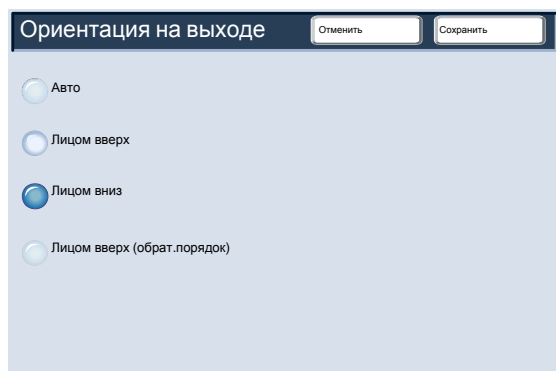 Ориентация на выходе
Отменить
Сохранить
Авто
Лицом вверх
Лицом вниз
Лицом вверх (обрат.порядок)